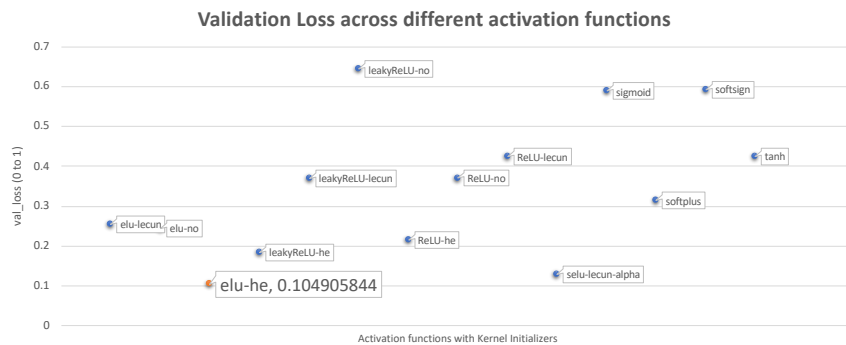 Validation Loss across different activation functions
0.7
leakyReLU-no
0.6
sigmoid
softsign
0.5
val_loss (0 to 1)
0.4
ReLU-lecun
tanh
leakyReLU-lecun
ReLU-no
0.3
softplus
elu-lecun
elu-no
0.2
ReLU-he
leakyReLU-he
selu-lecun-alpha
0.1
elu-he, 0.104905844
0
Activation functions with Kernel Initializers